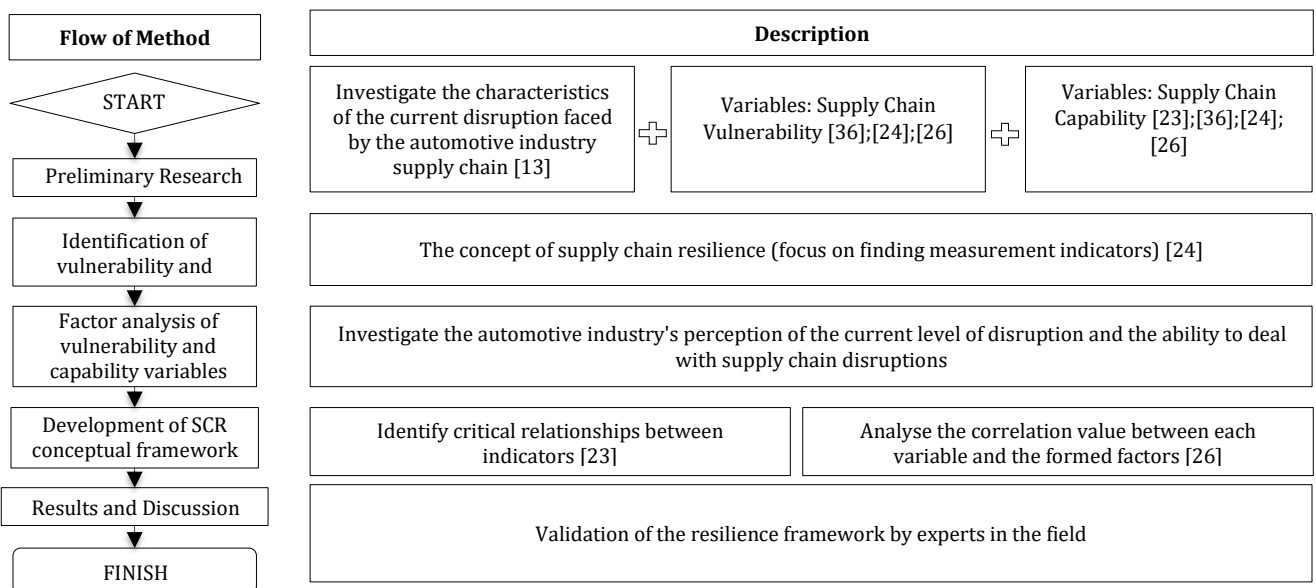 Flow of Method
Description
START
Investigate the characteristics
of the current disruption faced
by the automotive industry
supply chain [13]
Variables: Supply Chain
Vulnerability [36];[24];[26]
Variables: Supply Chain
Capability [23];[36];[24];
[26]
Preliminary Research
Identification of
vulnerability and
The concept of supply chain resilience (focus on finding measurement indicators) [24]
Factor analysis of
vulnerability and
capability variables
Investigate the automotive industry's perception of the current level of disruption and the ability to deal
with supply chain disruptions
Development of SCR
conceptual framework
Identify critical relationships between
indicators [23]
Analyse the correlation value between each
variable and the formed factors [26]
Results and Discussion
Validation of the resilience framework by experts in the field
FINISH